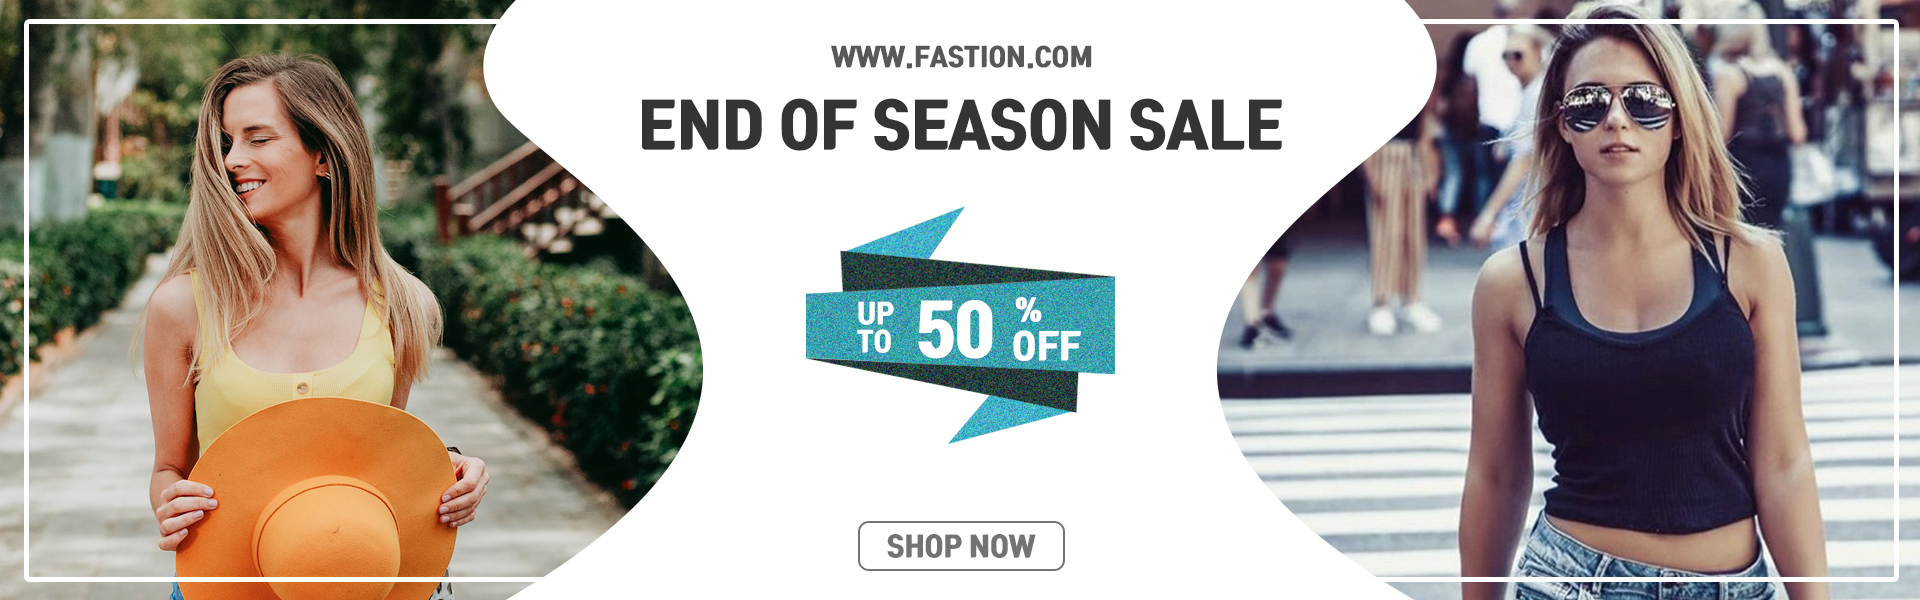 WWW.FASTION.COM
END OF SEASON SALE
UP TO 50 % OFF
SHOP NOW